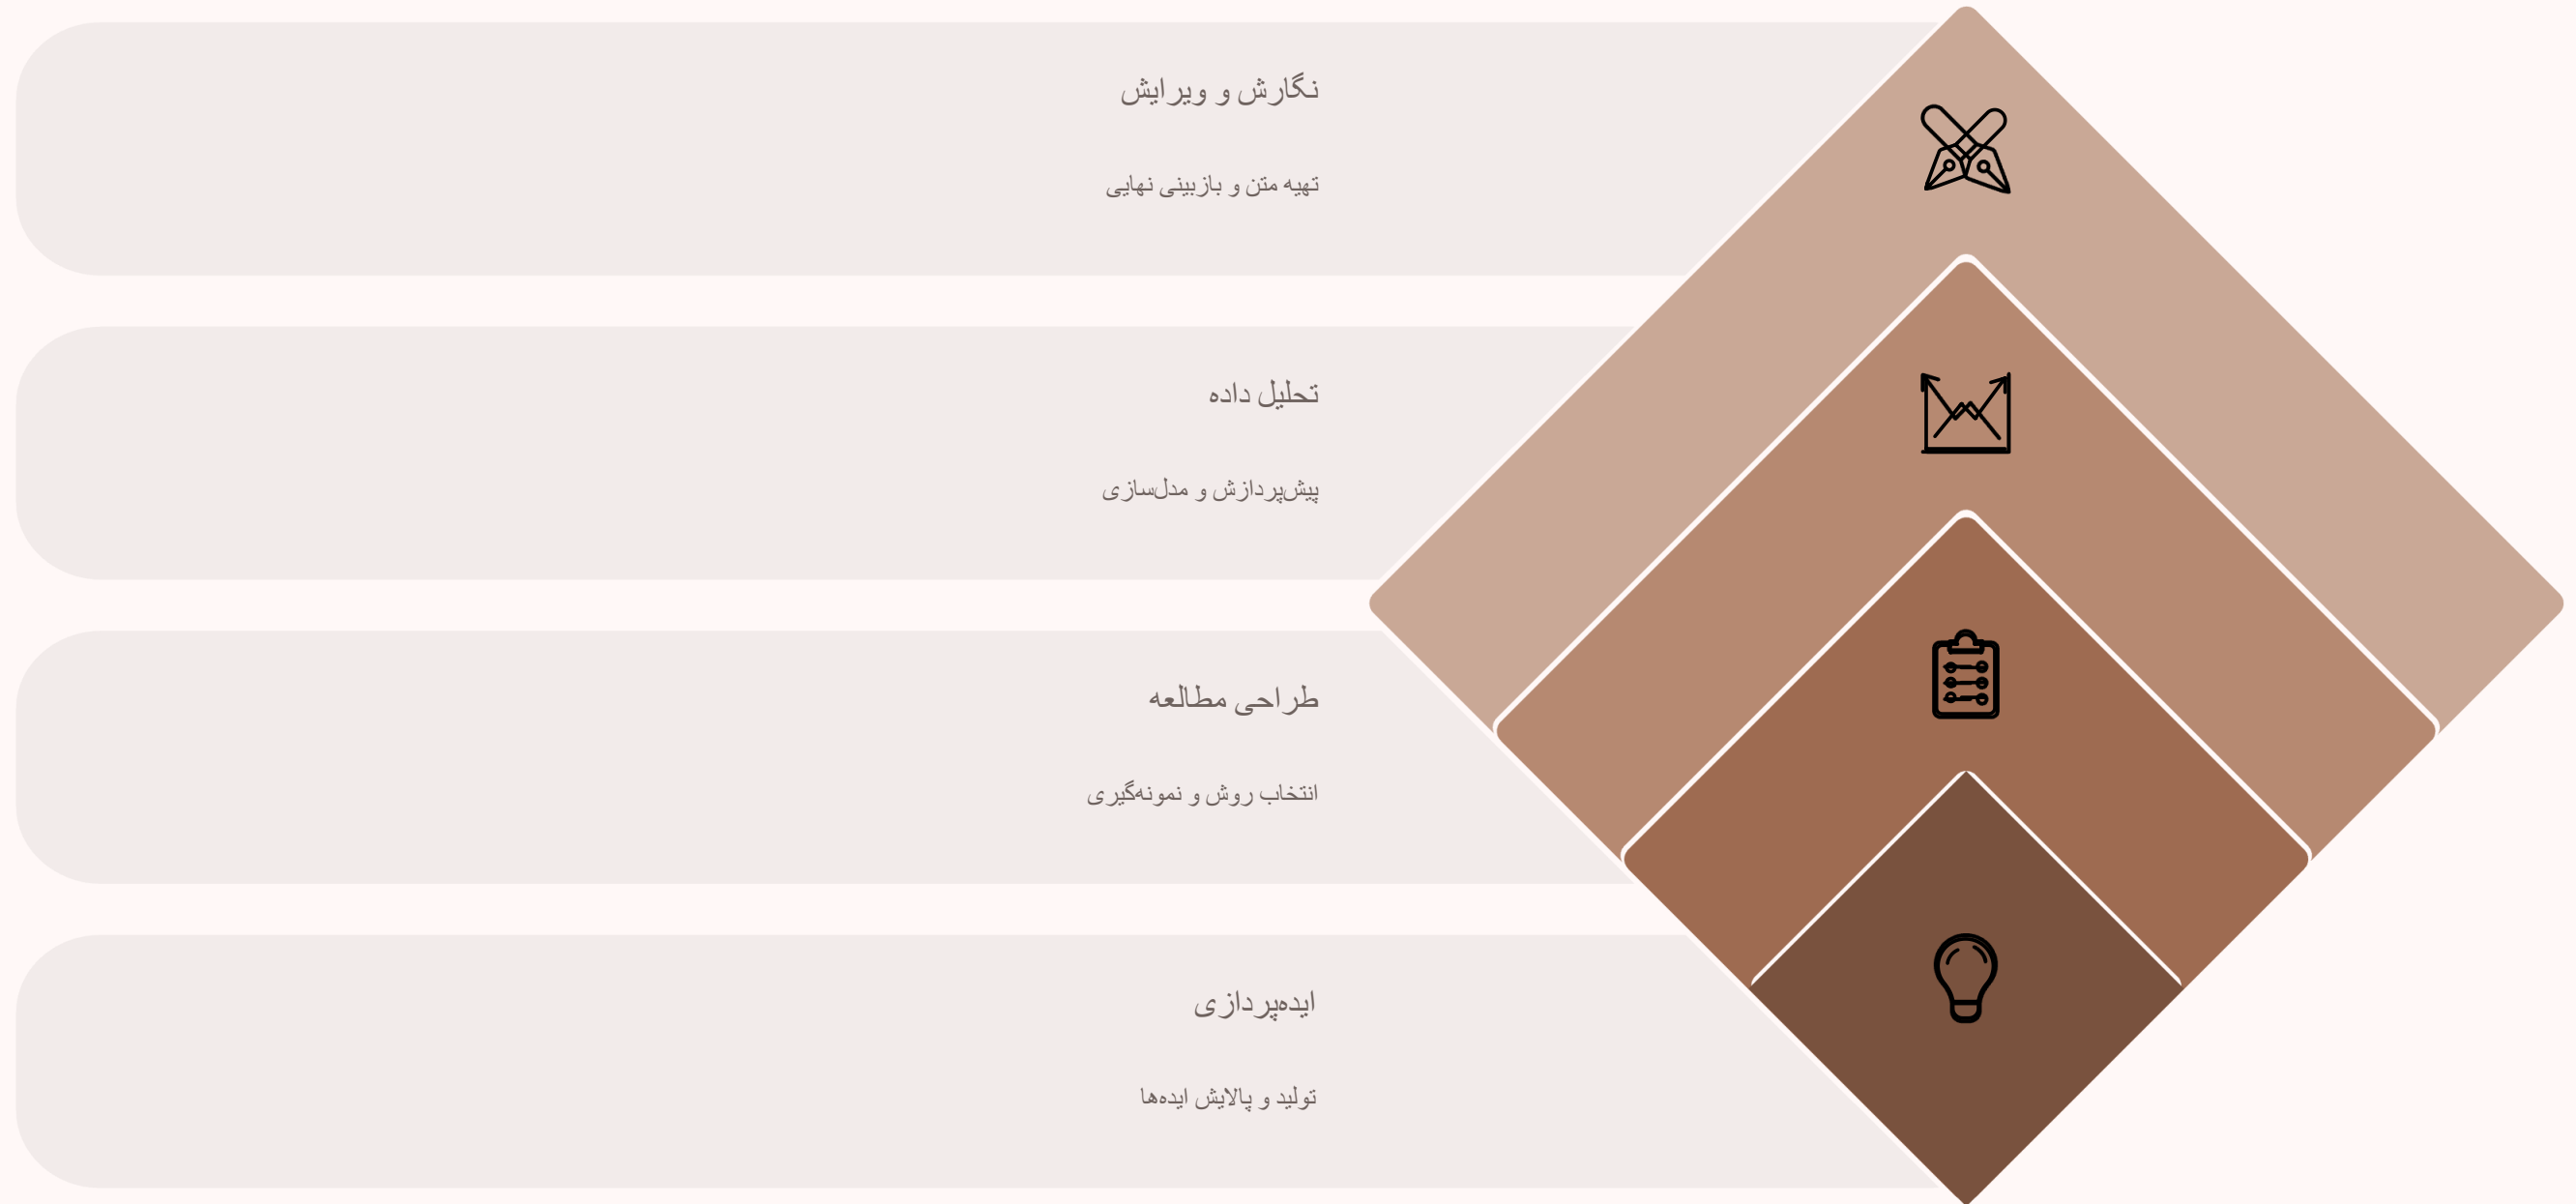 نگارش و ویرایش
تهیه متن و بازبینی نهایی
تحلیل داده
پیش‌پردازش و مدل‌سازی
طراحی مطالعه
انتخاب روش و نمونه‌گیری
ایده‌پردازی
تولید و پالایش ایده‌ها